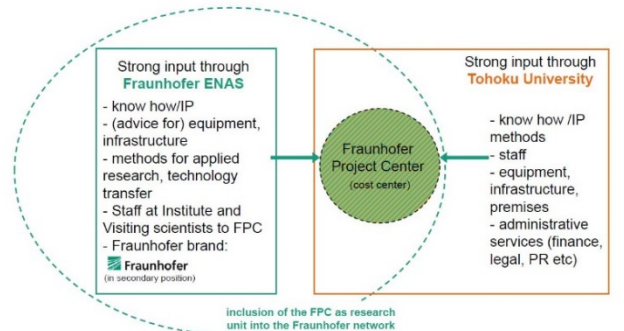 Strong input through
Fraunhofer ENAS
- know how/IP
- (advice for) equipment,
infrastructure
- methods for applied
research, technology
transfer
- Staff at Institute and
Visiting scientists to FPC
- Fraunhofer brand:
Fraunhofer
(in secondary position)
Fraunhofer
Project Center
(cost center)
Strong input through
Tohoku University
- know how /IP
methods
- staff
- equipment,
infrastructure,
premises
- administrative
services (finance,
legal, PR etc)
inclusion of the FPC as research
unit into the Fraunhofer network